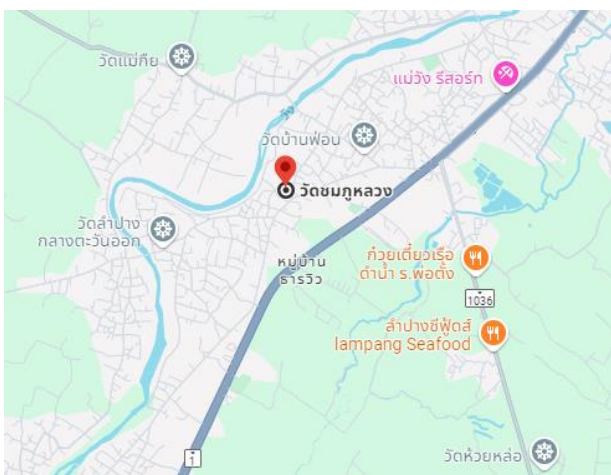 วัดแม่กืย
แม่วัง รีสอร์ท
วัง
วัดบ้านฟ่อน
วัดชมภูหลวง
วัดลำปาง
กลางตะวันออก
หมู่บ้าน
ธารวิว
ก๋วยเตี๋ยวเรือ
ดำน้ำ ร.พ่อตั้ง
1036
ลำปางซีฟู้ดส์
lampang Seafood
วัดห้วยหล่อ
1